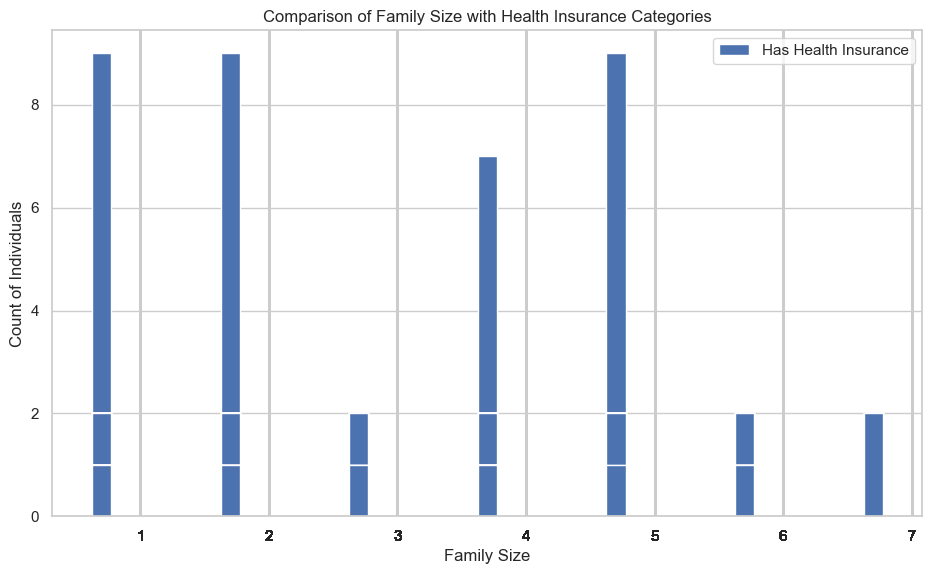 Comparison of Family Size with Health Insurance Categories
Has Health Insurance
Count of Individuals
8
6
4
2
0
1 2 3 4 5 6 7
Family Size